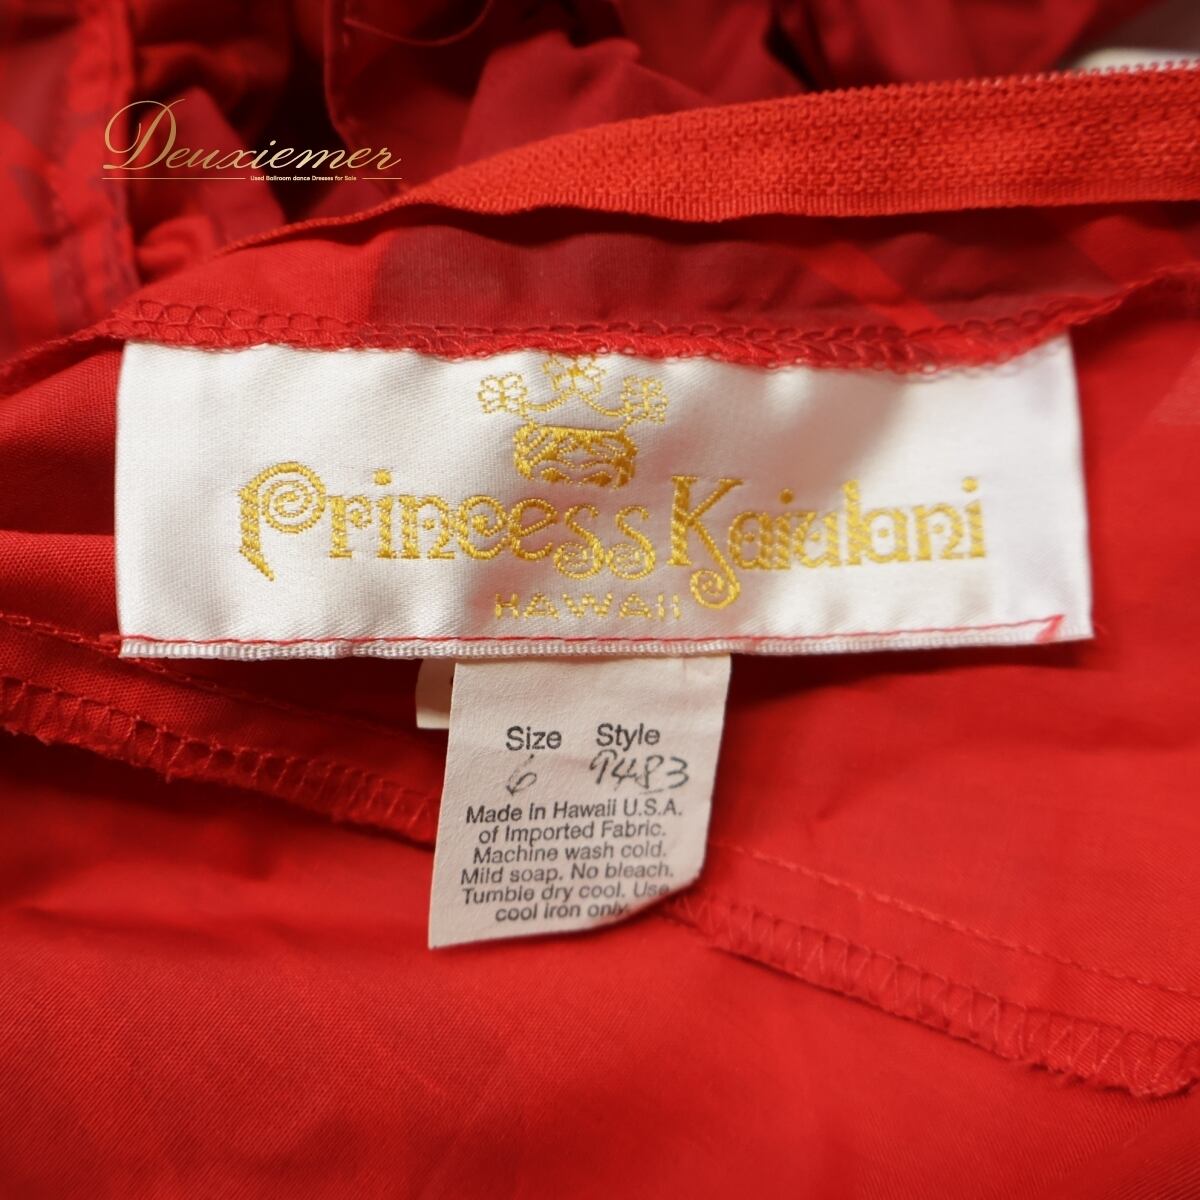 Deuxiemer
Used Ballroom dance Dresses for Sale
Princess Kaiulani
HAWAII
Size Style
6 9483
Made in Hawaii U.S.A.
of Imported Fabric.
Machine wash cold.
Mild soap. No bleach.
Tumble dry cool. Use
cool iron only.